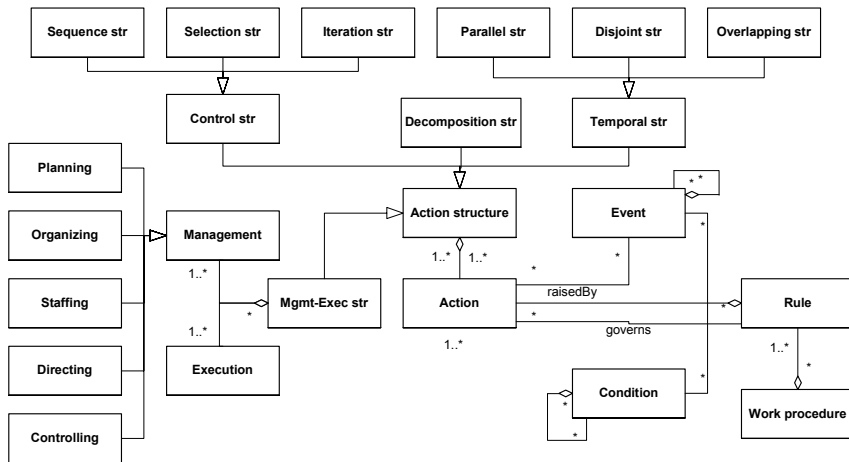 Sequence str
Selection str
Iteration str
Parallel str
Disjoint str
Overlapping str
Control str
Decomposition str
Temporal str
Planning
Organizing
Staffing
Directing
Controlling
Management
1..*
1..*
Execution
*
Mgmt-Exec str
Action structure
1..*
1..*
Action
1..*
Event
* *
*
*
*
raisedBy
*
governs
*
Rule
1..*
*
Work procedure
Condition
*
*
*